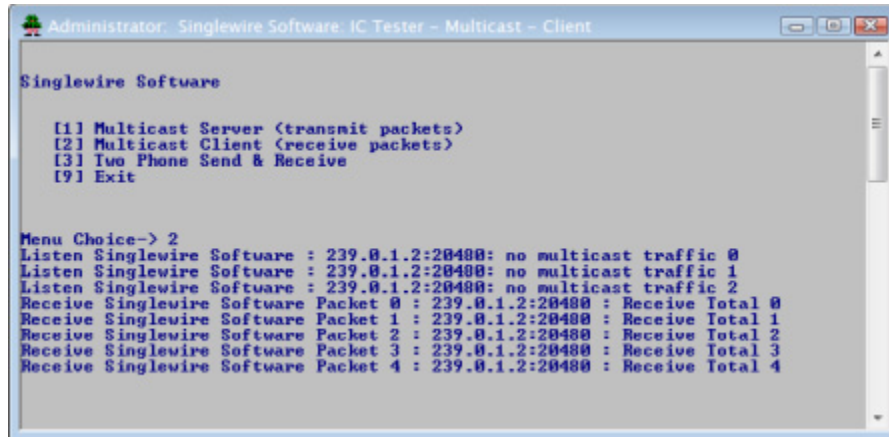 Administrator: Singlewire Software: IC Tester - Multicast - Client
Singlewire Software
[1] Multicast Server (transmit packets)
[2] Multicast Client (receive packets)
[3] Two Phone Send & Receive
[9] Exit
Menu Choice-> 2
Listen Singlewire Software : 239.0.1.2:20480: no multicast traffic 0
Listen Singlewire Software : 239.0.1.2:20480: no multicast traffic 1
Listen Singlewire Software : 239.0.1.2:20480: no multicast traffic 2
Receive Singlewire Software Packet 0 : 239.0.1.2:20480 : Receive Total 0
Receive Singlewire Software Packet 1 : 239.0.1.2:20480 : Receive Total 1
Receive Singlewire Software Packet 2 : 239.0.1.2:20480 : Receive Total 2
Receive Singlewire Software Packet 3 : 239.0.1.2:20480 : Receive Total 3
Receive Singlewire Software Packet 4 : 239.0.1.2:20480 : Receive Total 4